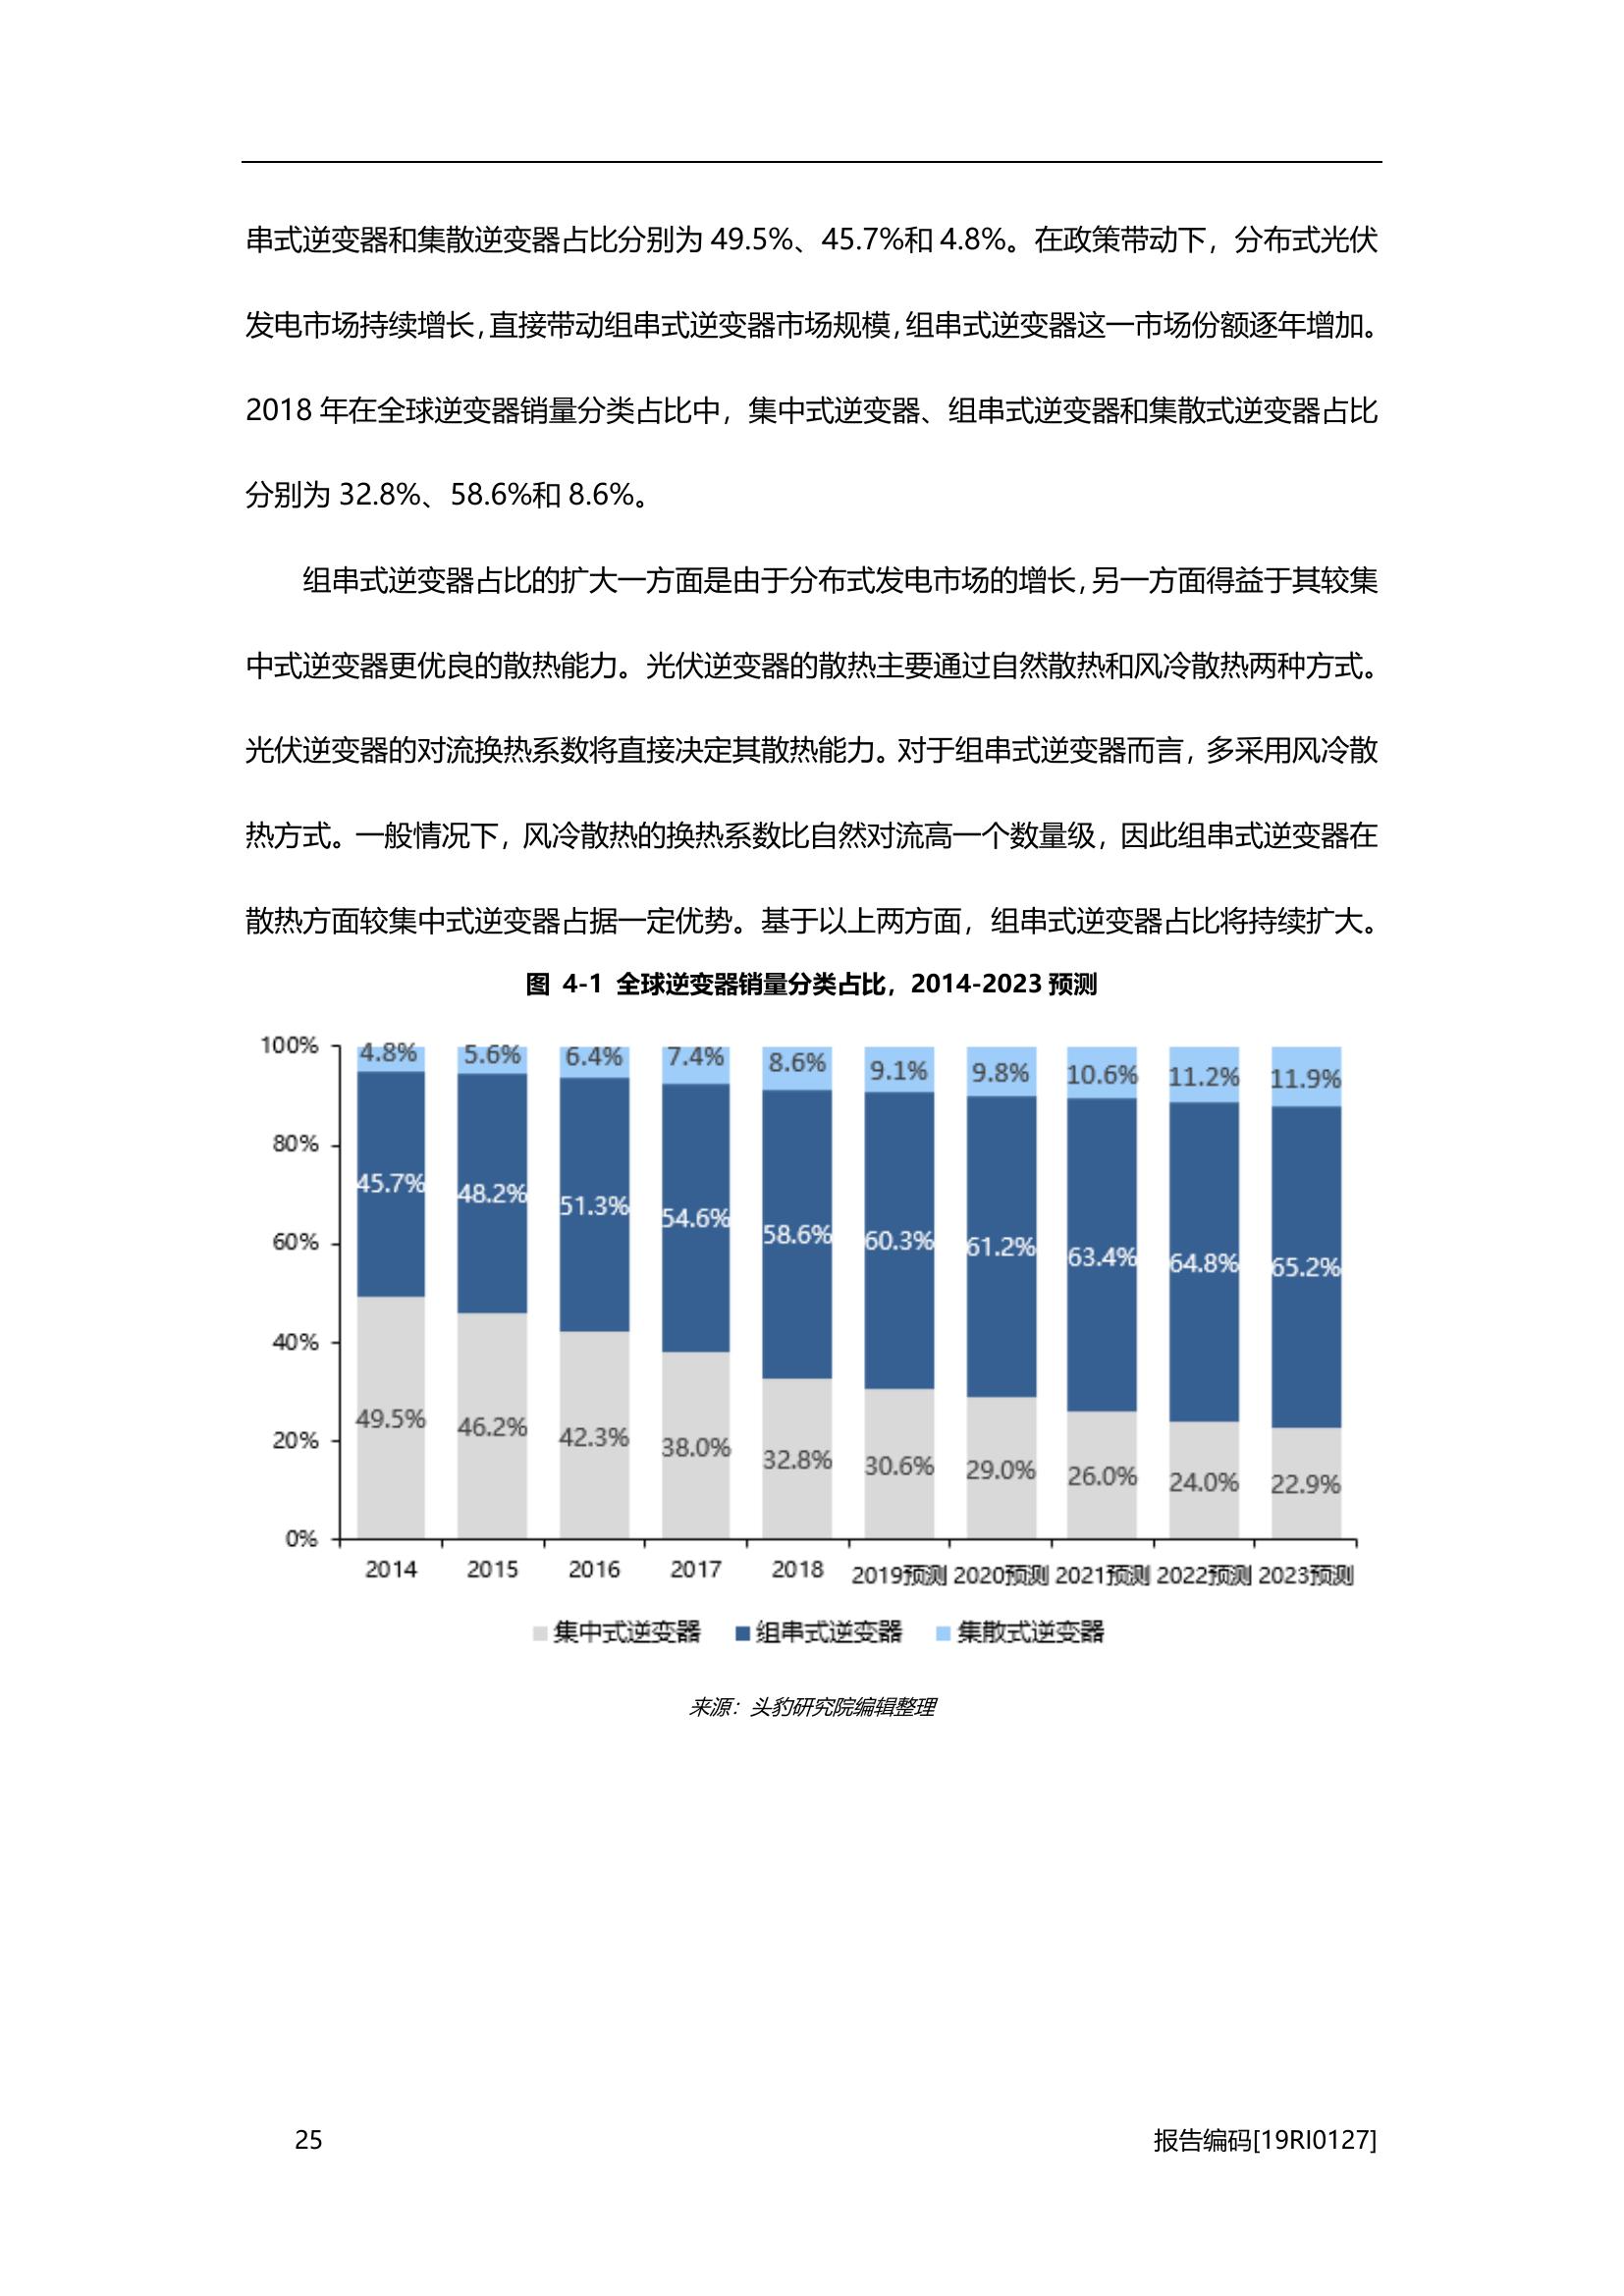 串式逆变器和集散逆变器占比分别为 49.5%、45.7%和 4.8%。在政策带动下，分布式光伏
发电市场持续增长，直接带动组串式逆变器市场规模，组串式逆变器这一市场份额逐年增加。
2018 年在全球逆变器销量分类占比中，集中式逆变器、组串式逆变器和集散式逆变器占比
分别为 32.8%、58.6%和 8.6%。
组串式逆变器占比的扩大一方面是由于分布式发电市场的增长，另一方面得益于其较集
中式逆变器更优良的散热能力。光伏逆变器的散热主要通过自然散热和风冷散热两种方式。
光伏逆变器的对流换热系数将直接决定其散热能力。对于组串式逆变器而言，多采用风冷散
热方式。一般情况下，风冷散热的换热系数比自然对流高一个数量级，因此组串式逆变器在
散热方面较集中式逆变器占据一定优势。基于以上两方面，组串式逆变器占比将持续扩大。
图 4-1 全球逆变器销量分类占比，2014-2023 预测
100% 4.8% 5.6% 6.4% 7.4% 8.6% 9.1% 9.8% 10.6% 11.2% 11.9%
80%
45.7% 48.2% 51.3% 54.6% 58.6% 60.3% 61.2% 63.4% 64.8% 65.2%
60%
40%
49.5% 46.2% 42.3% 38.0% 32.8% 30.6% 29.0% 26.0% 24.0% 22.9%
20%
0%
2014 2015 2016 2017 2018 2019预测 2020预测 2021预测 2022预测 2023预测
集中式逆变器 组串式逆变器 集散式逆变器
来源：头豹研究院编辑整理
25 报告编码[19RI0127]